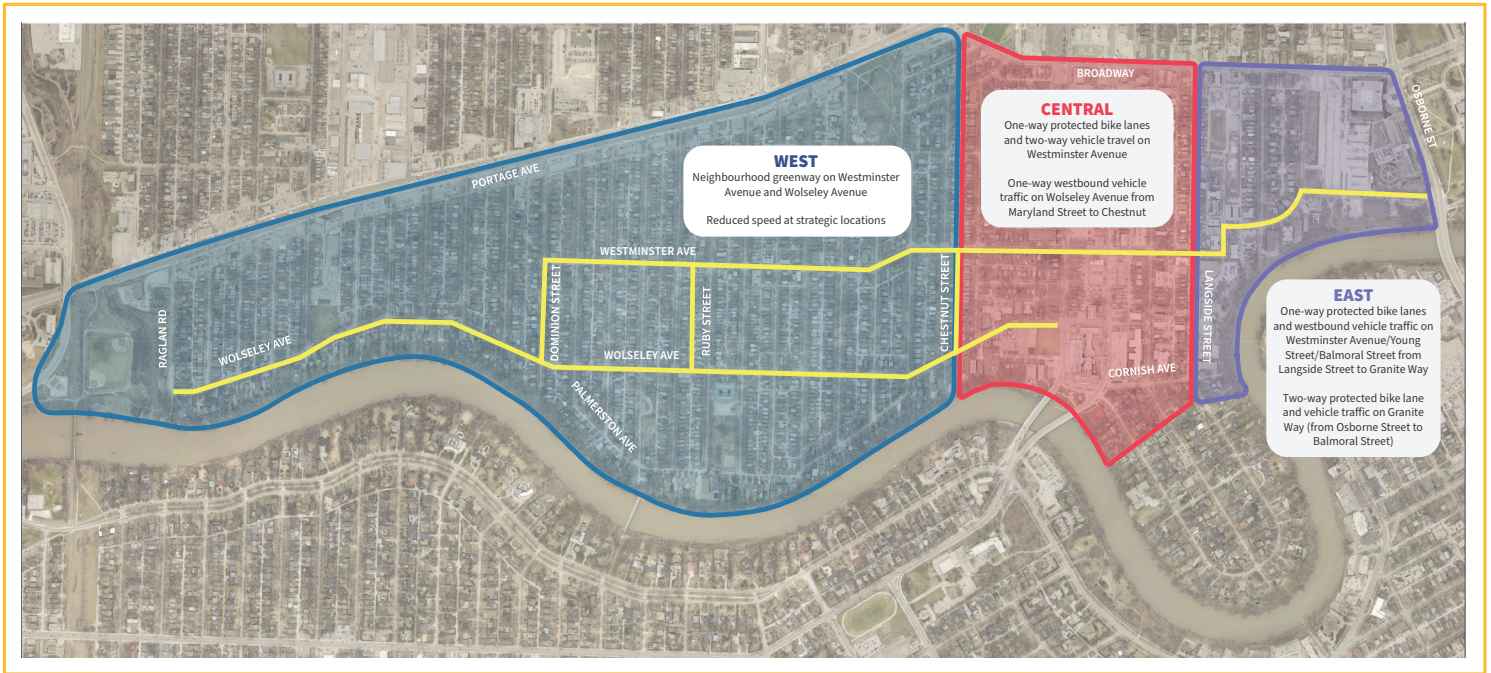 BROADWAY
OSBORNE ST
CENTRAL
One-way protected bike lanes
and two-way vehicle travel on
Westminster Avenue
One-way westbound vehicle
traffic on Wolseley Avenue from
Maryland Street to Chestnut
WEST
Neighbourhood greenway on Westminster
Avenue and Wolseley Avenue
Reduced speed at strategic locations
PORTAGE AVE
WESTMINSTER AVE
DOMINION STREET
RUBY STREET
CHESTNUT STREET
LANGSIDE STREET
RAGLAN RD
WOLSELEY AVE
WOLSELEY AVE
CORNISH AVE
PALMERSTON AVE
EAST
One-way protected bike lanes
and westbound vehicle traffic on
Westminster Avenue/Young
Street/Balmoral Street from
Langside Street to Granite Way
Two-way protected bike lane
and vehicle traffic on Granite
Way (from Osborne Street to
Balmoral Street)